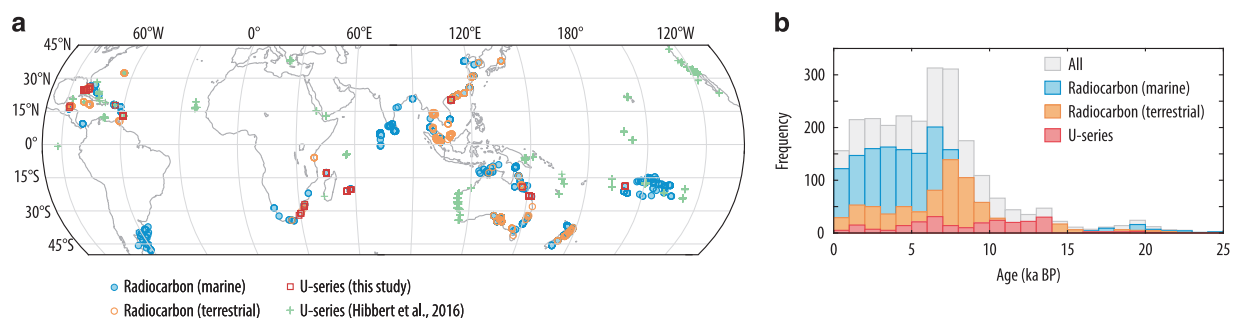 a
60°W 0° 60°E 120°E 180° 120°W
45°N
30°N
15°N
0°
15°S
30°S
45°S
Radiocarbon (marine)
Radiocarbon (terrestrial)
U-series (this study)
U-series (Hibbert et al., 2016)
b
Frequency
300
200
100
0
0 5 10 15 20 25
Age (ka BP)
All
Radiocarbon (marine)
Radiocarbon (terrestrial)
U-series